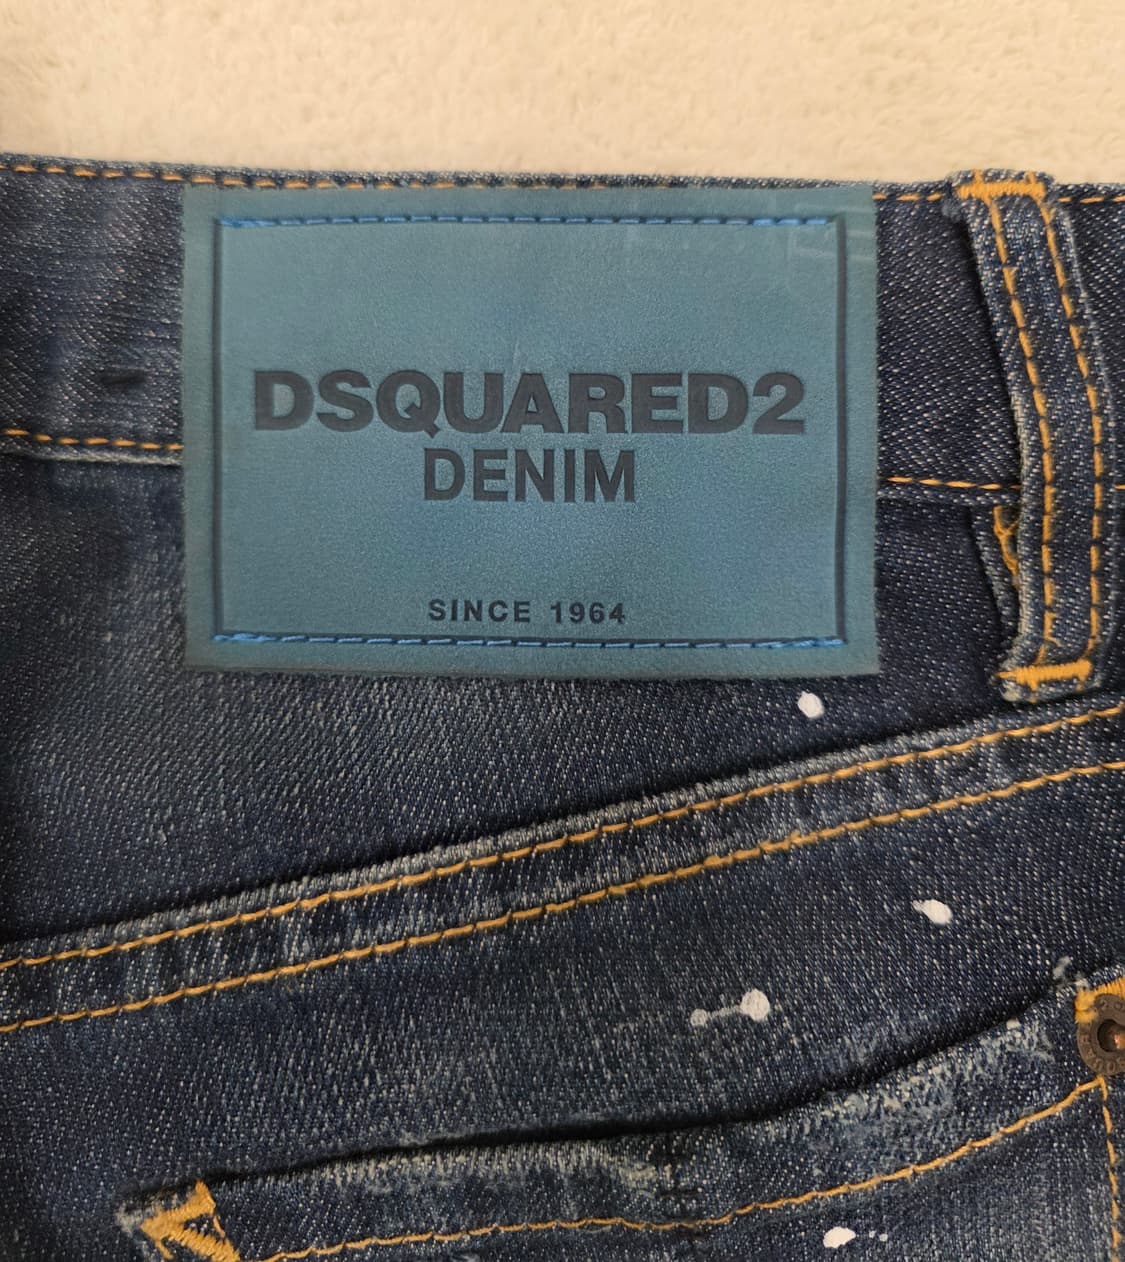 DSQUARED2
DENIM
SINCE 1964